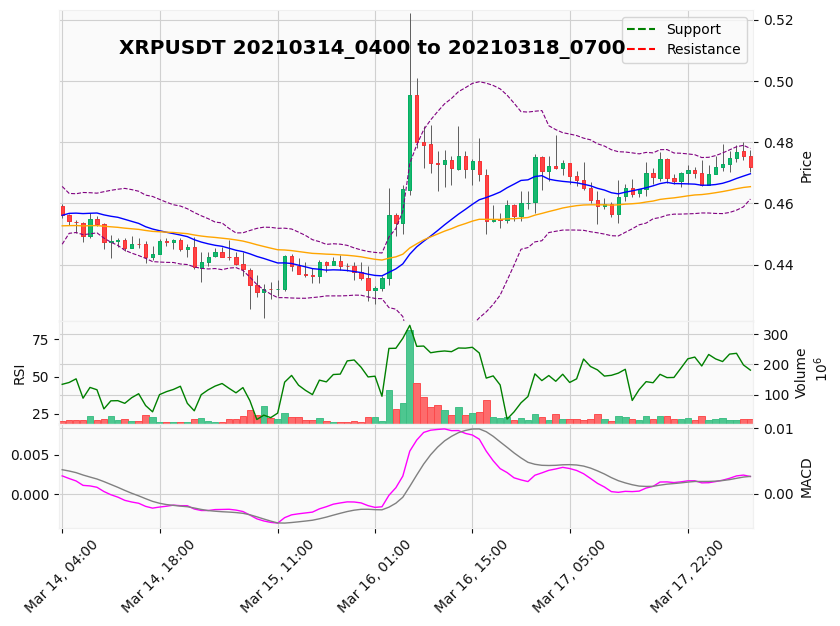 XRPUSDT 20210314_0400 to 20210318_0700
Support
Resistance
0.52
0.50
0.48
0.46
0.44
Price
75
50
25
RSI
300
200
100
Volume
10^6
0.005
0.000
0.01
0.00
MACD
Mar 14, 04:00
Mar 14, 18:00
Mar 15, 11:00
Mar 16, 01:00
Mar 16, 15:00
Mar 17, 05:00
Mar 17, 22:00